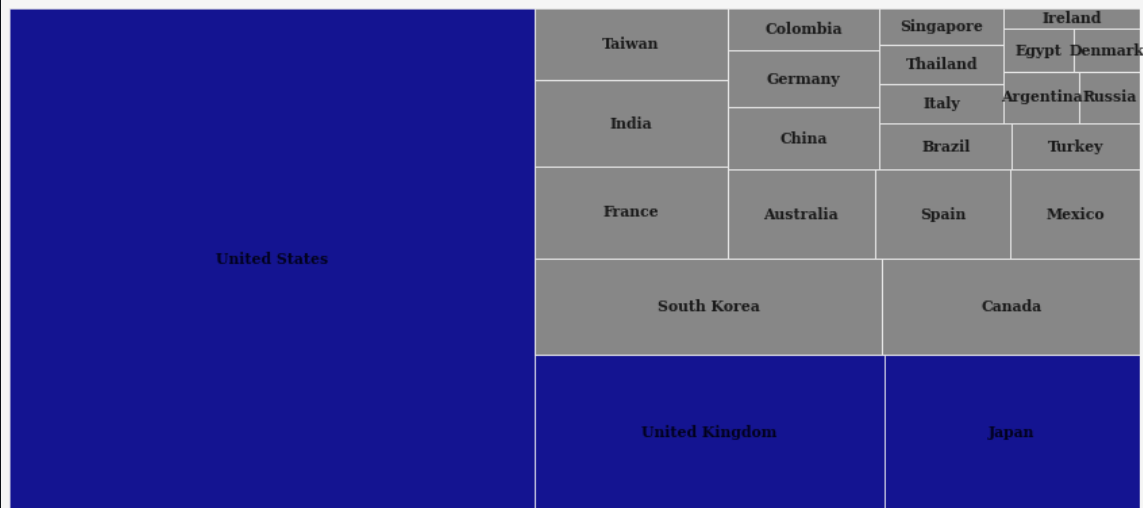 United States
Taiwan
India
France
Colombia
Germany
China
Australia
Singapore
Thailand
Italy
Brazil
Spain
Ireland
Egypt
Denmark
Argentina
Russia
Turkey
Mexico
South Korea
Canada
United Kingdom
Japan